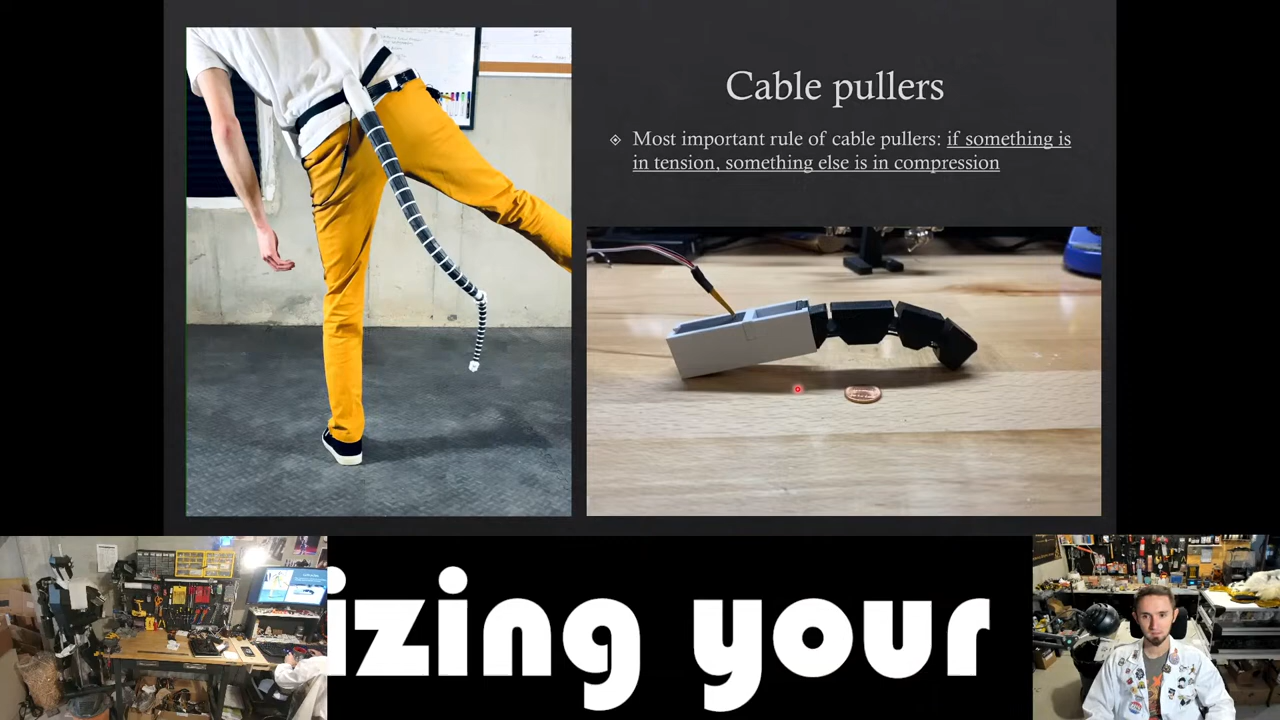 Cable pullers
Most important rule of cable pullers: if something is
in tension, something else is in compression
izing your